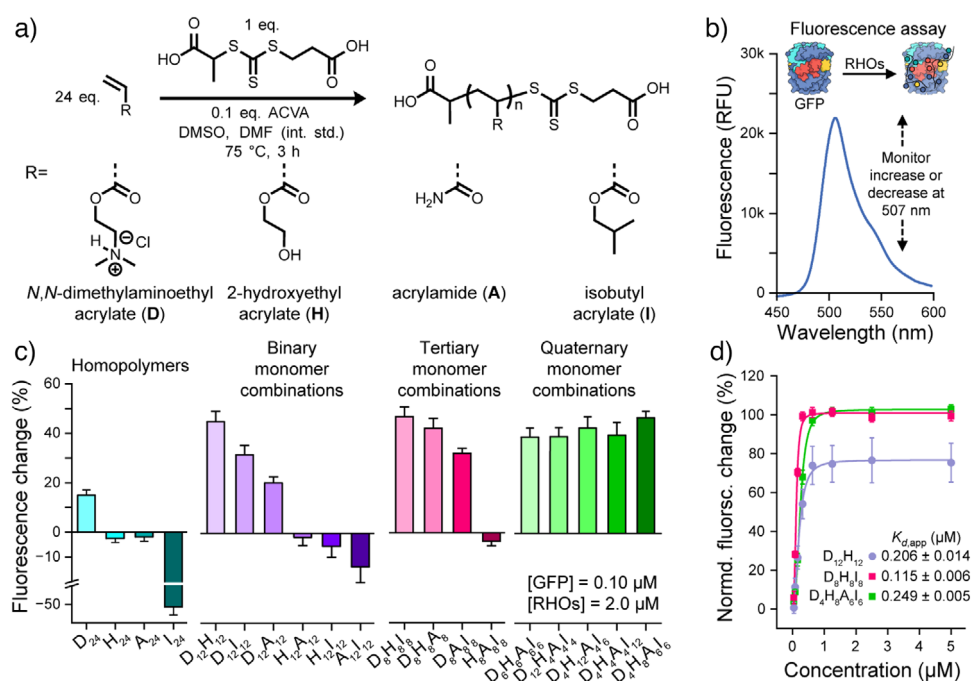 a)
1 eq.
O
HO
S
S
S
O
OH
24 eq.
R
0.1 eq. ACVA
DMSO, DMF (int. std.)
75 °C, 3 h
O
HO
n
R
S
S
S
O
OH
R=
O
O
H
N
⊕
⊖
Cl
N,N-dimethylaminoethyl
acrylate (D)
O
O
OH
2-hydroxyethyl
acrylate (H)
H₂N
O
acrylamide (A)
O
O
isobutyl
acrylate (I)
b)
Fluorescence assay
RHOs
GFP
Monitor
increase or
decrease at
507 nm
Fluorescence (RFU)
30k
20k
10k
0
450
500
550
600
Wavelength (nm)
c)
Homopolymers
Binary
monomer
combinations
Tertiary
monomer
combinations
Quaternary
monomer
combinations
Fluorescence change (%)
60
40
20
0
−10
−50
[GFP] = 0.10 µM
[RHOs] = 2.0 µM
D₂₄
H₂₄
A₂₄
I₂₄
D₁₂H₁₂
D₁₂I₁₂
D₁₂A₁₂
H₁₂A₁₂
H₁₂I₁₂
A₁₂I₁₂
D₈H₈I₈
D₈H₈A₈
D₈A₈I₈
H₈A₈I₈
D₁₂H₄A₄I₄
D₄H₄A₄I₁₂
d)
Normd. fluorsc. change (%)
120
100
80
60
40
20
0
0
1
2
3
4
5
Concentration
(µM)
K_d,app (µM)
D₁₂H₁₂ 0.206 ± 0.014
D₈H₈I₈ 0.115 ± 0.006
D₄H₈A₆I₆ 0.249 ± 0.005